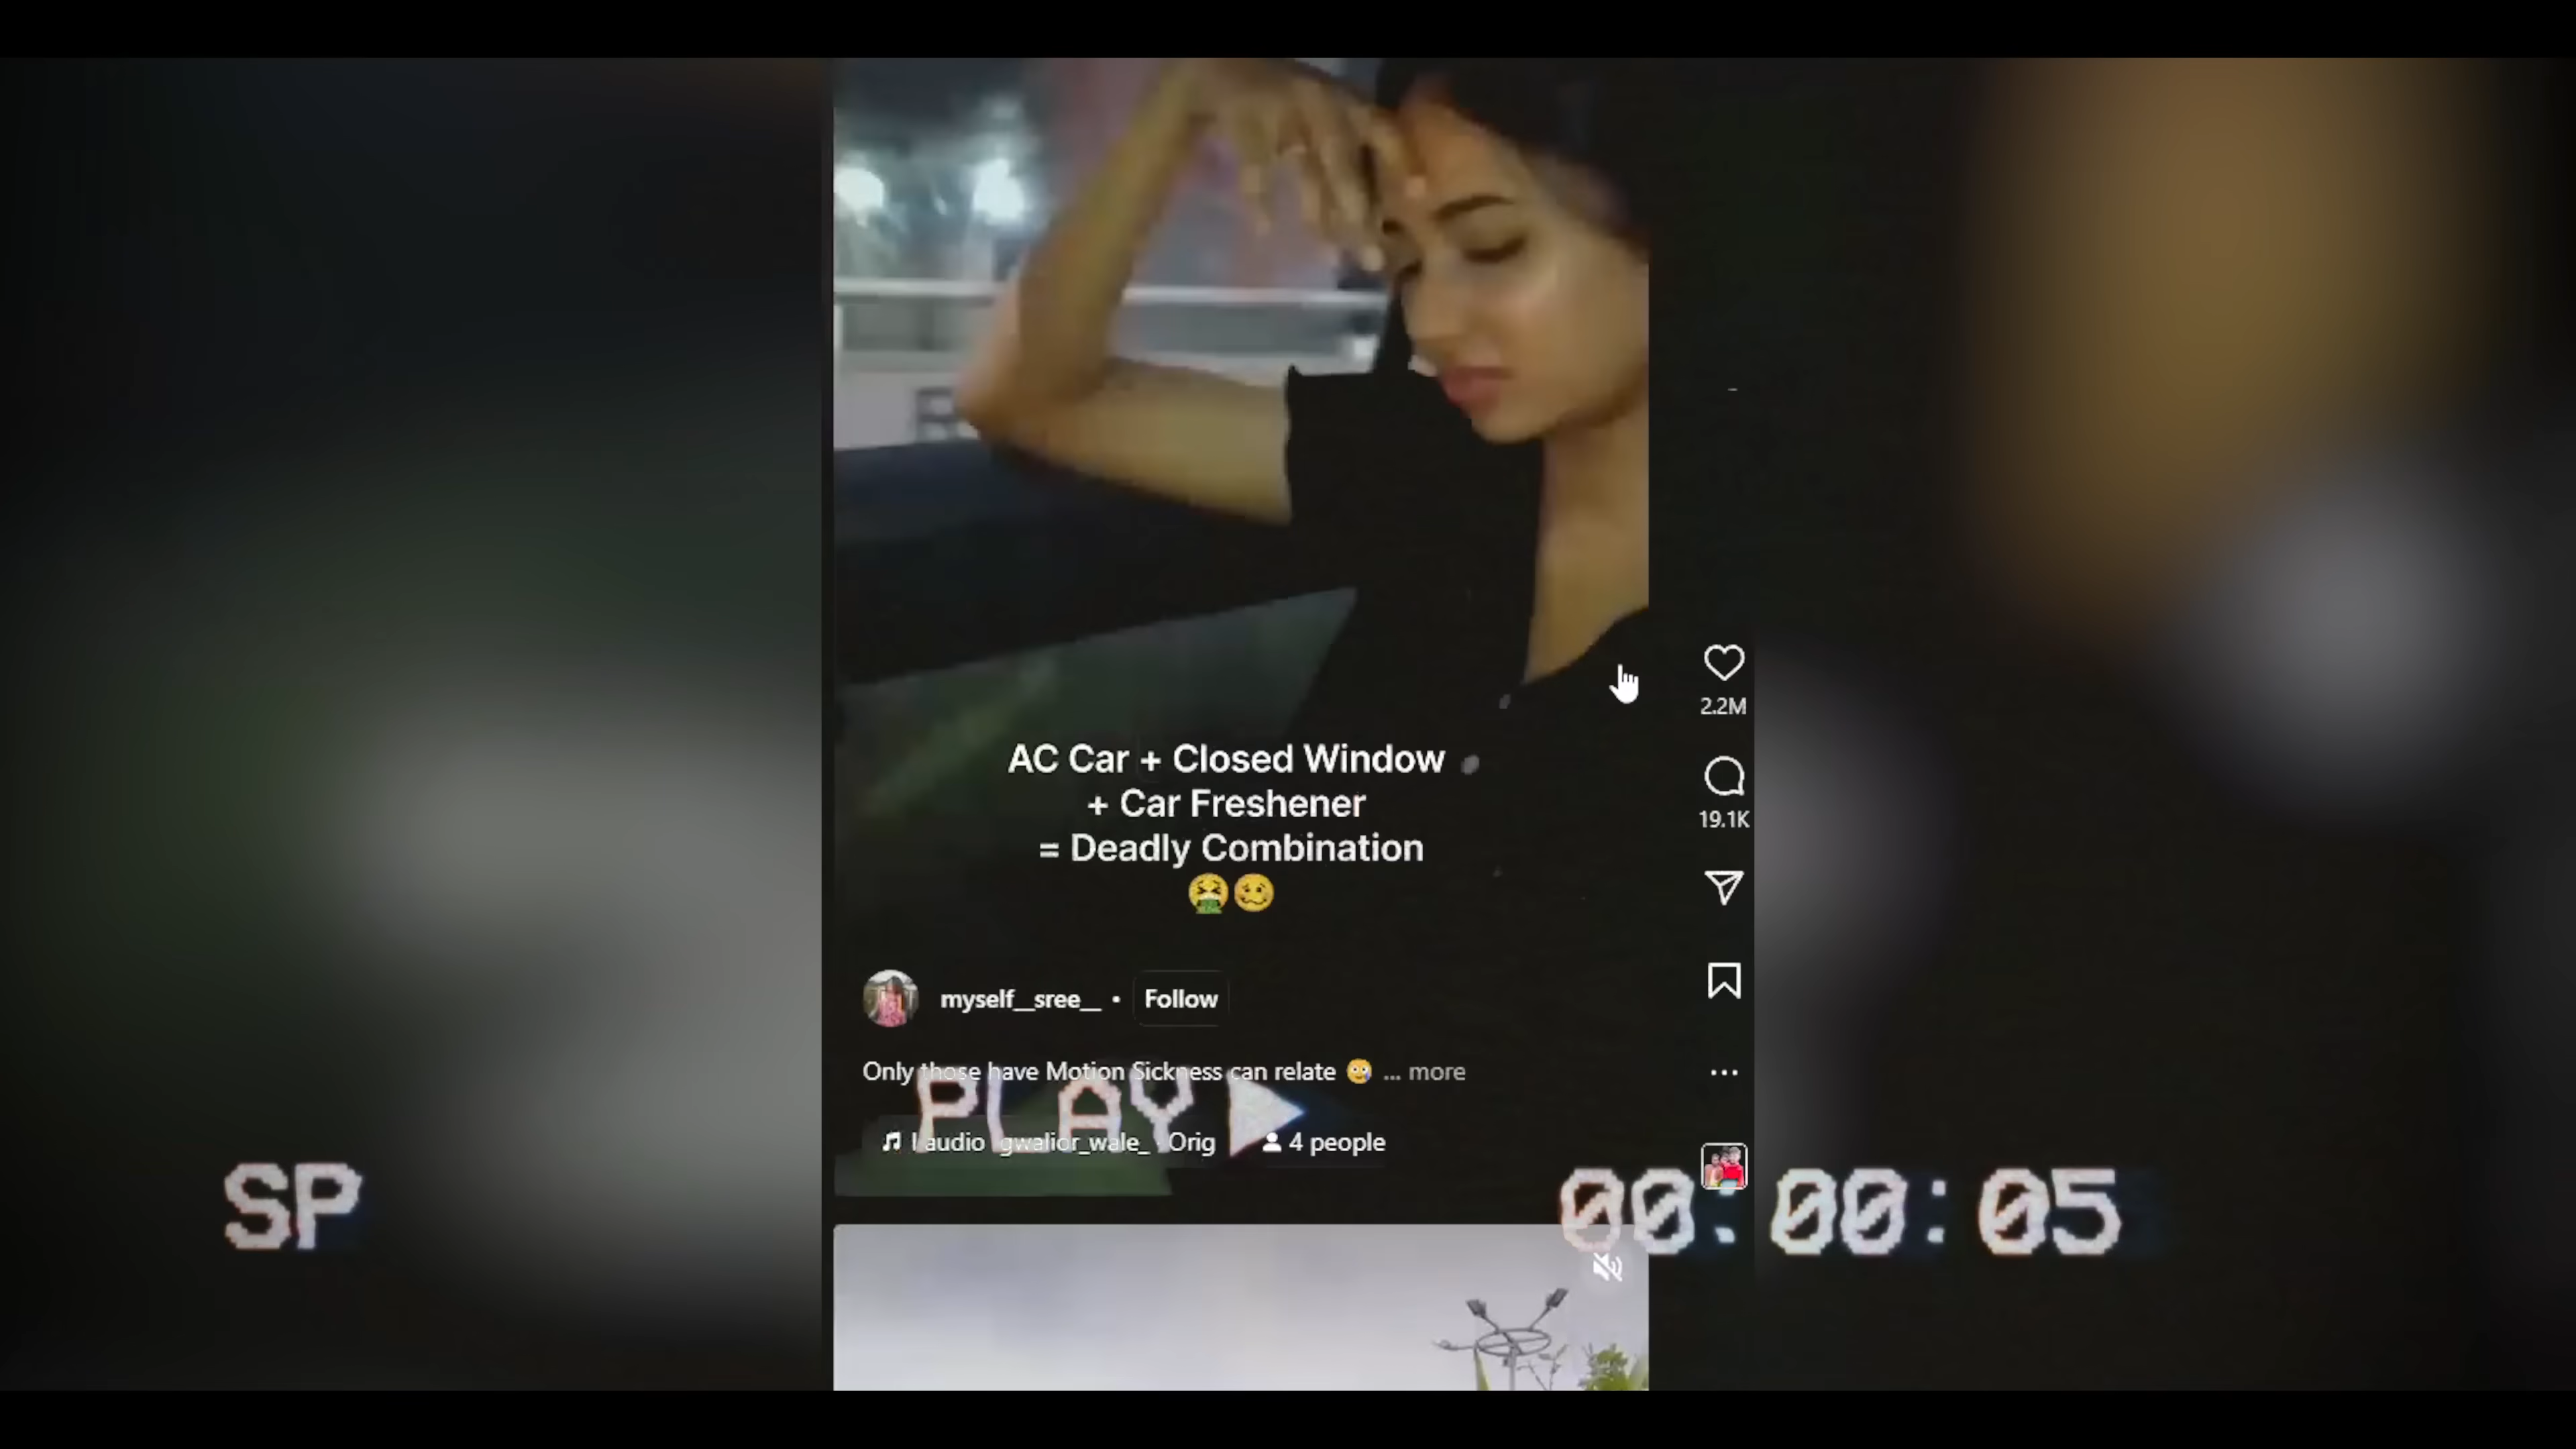 2.2M
AC Car + Closed Window
+ Car Freshener
= Deadly Combination
🤮🥴
19.1K
myself__sree__ • Follow
Only those have Motion Sickness can relate 🥹 ... more
PLAY
audio gwalior_wale_ Orig
4 people
SP
00:00:05